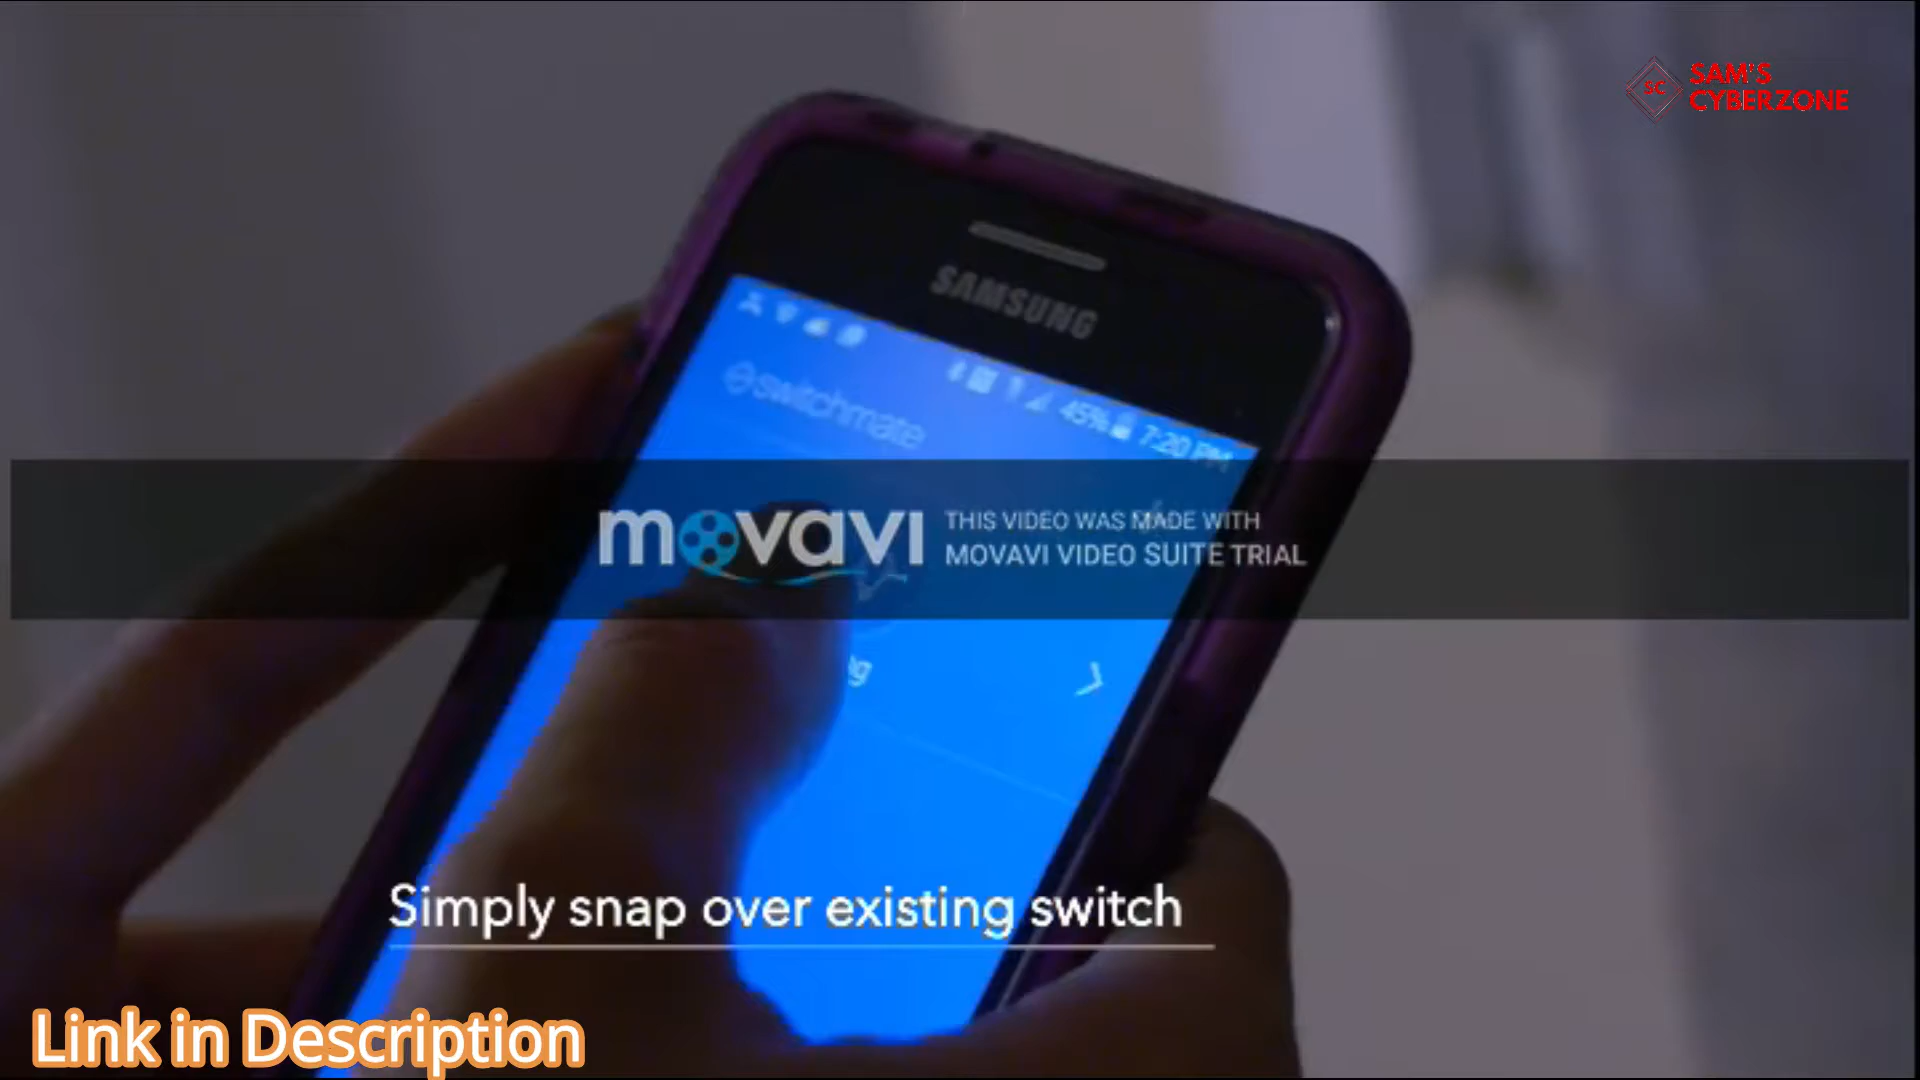 SC
SAM'S
CYBERZONE
SAMSUNG
45% 7:20 PM
switchmate
movavi
THIS VIDEO WAS MADE WITH
MOVAVI VIDEO SUITE TRIAL
Simply snap over existing switch
Link in Description